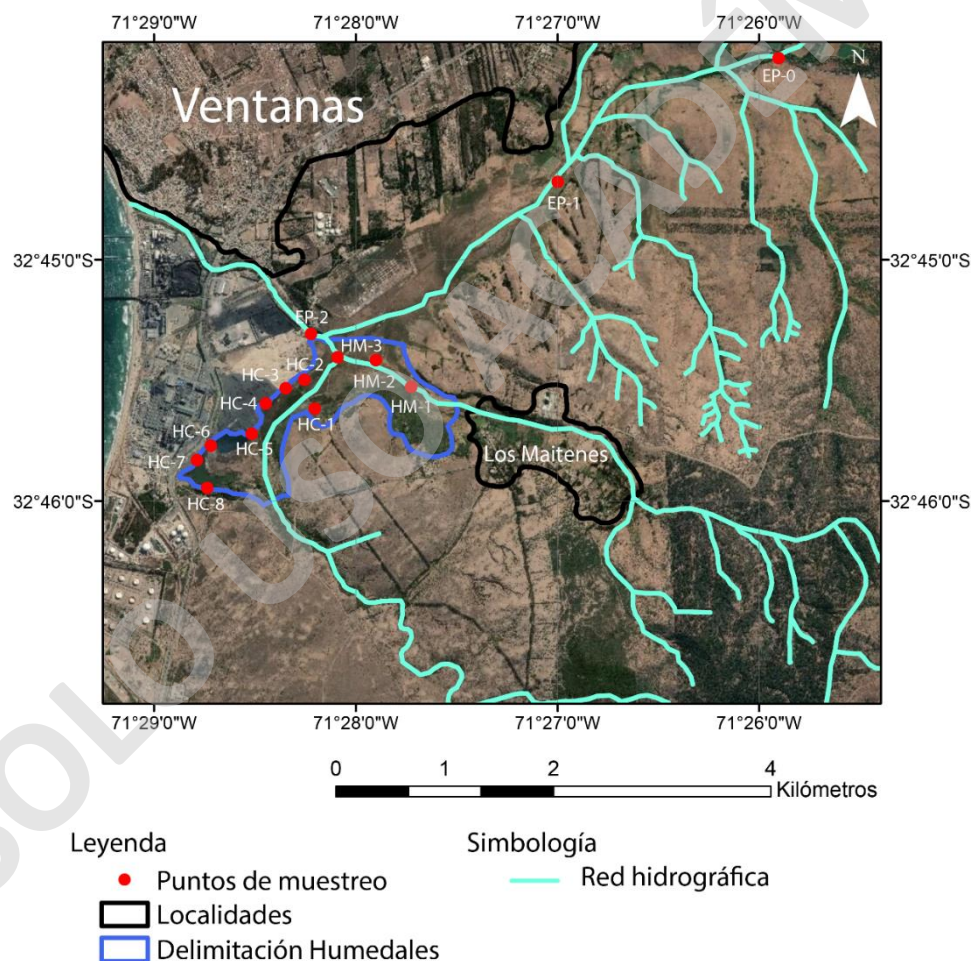 71°29'0"W 71°28'0"W 71°27'0"W 71°26'0"W
EP-0
N
Ventanas
EP-1
32°45'0"S 32°45'0"S
EP-2
HM-3
HC-2
HC-3
HM-2
HM-1
HC-4
HC-1
HC-6
HC-5
Los Maitenes
HC-7
HC-8
32°46'0"S 32°46'0"S
71°29'0"W 71°28'0"W 71°27'0"W 71°26'0"W
0 1 2 4
Kilómetros
Leyenda
Puntos de muestreo
Localidades
Delimitación Humedales
Simbología
Red hidrográfica
SOLO USO ACADÉM